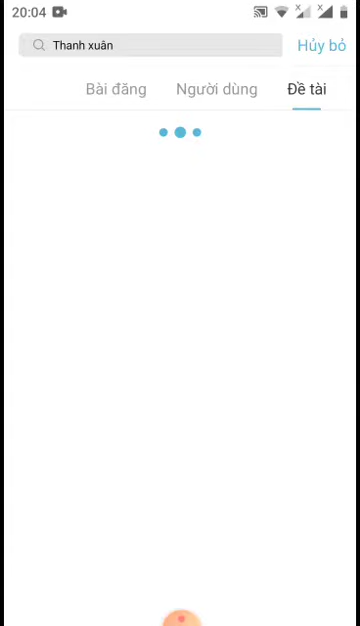 20:04
Thanh xuân
Hủy bỏ
Bài đăng
Người dùng
Đề tài